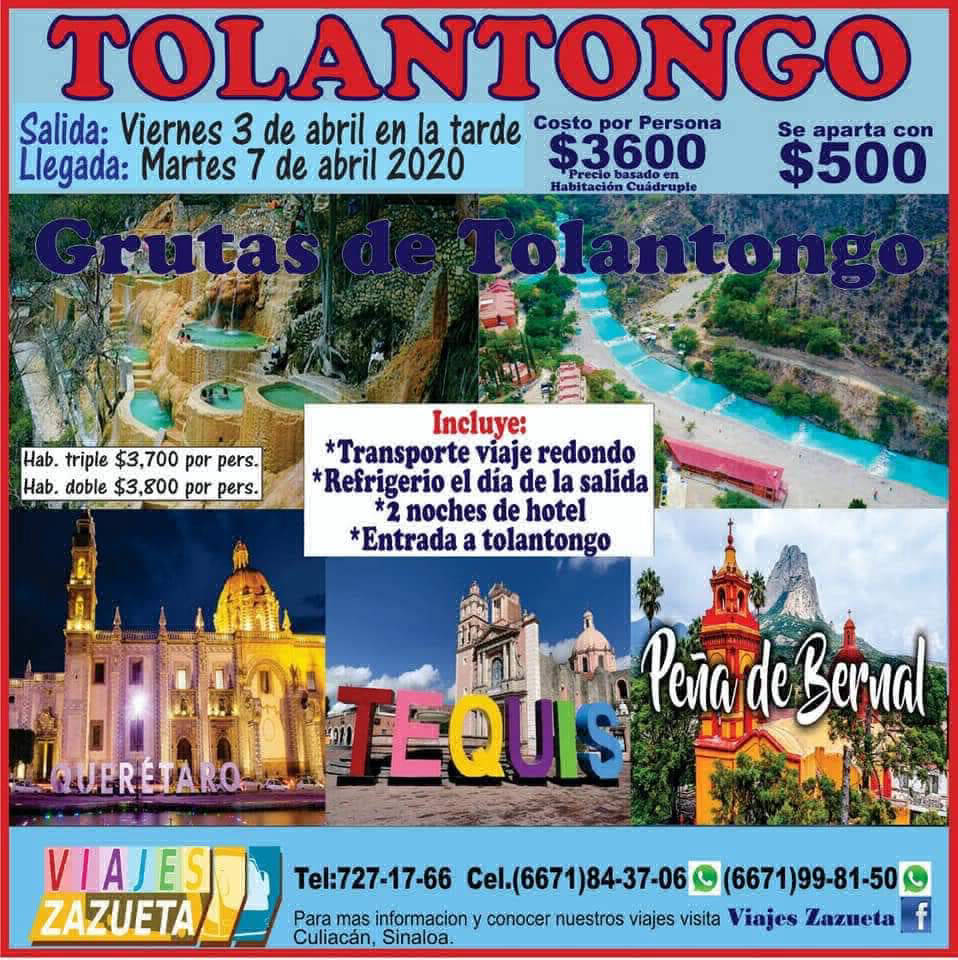 TOLANTONGO
Salida: Viernes 3 de abril en la tarde
Llegada: Martes 7 de abril 2020
Costo por Persona
$3600
Precio basado en
Habitación Cuádruple
Se aparta con
$500
Grutas de Tolantongo
Hab. triple $3,700 por pers.
Hab. doble $3,800 por pers.
Incluye:
*Transporte viaje redondo
*Refrigerio el día de la salida
*2 noches de hotel
*Entrada a tolantongo
QUERÉTARO
TEQUIS
Peña de Bernal
VIAJES
ZAZUETA
Tel:727-17-66 Cel.(6671)84-37-06 (6671)99-81-50
Para mas informacion y conocer nuestros viajes visita Viajes Zazueta f
Culiacán, Sinaloa.